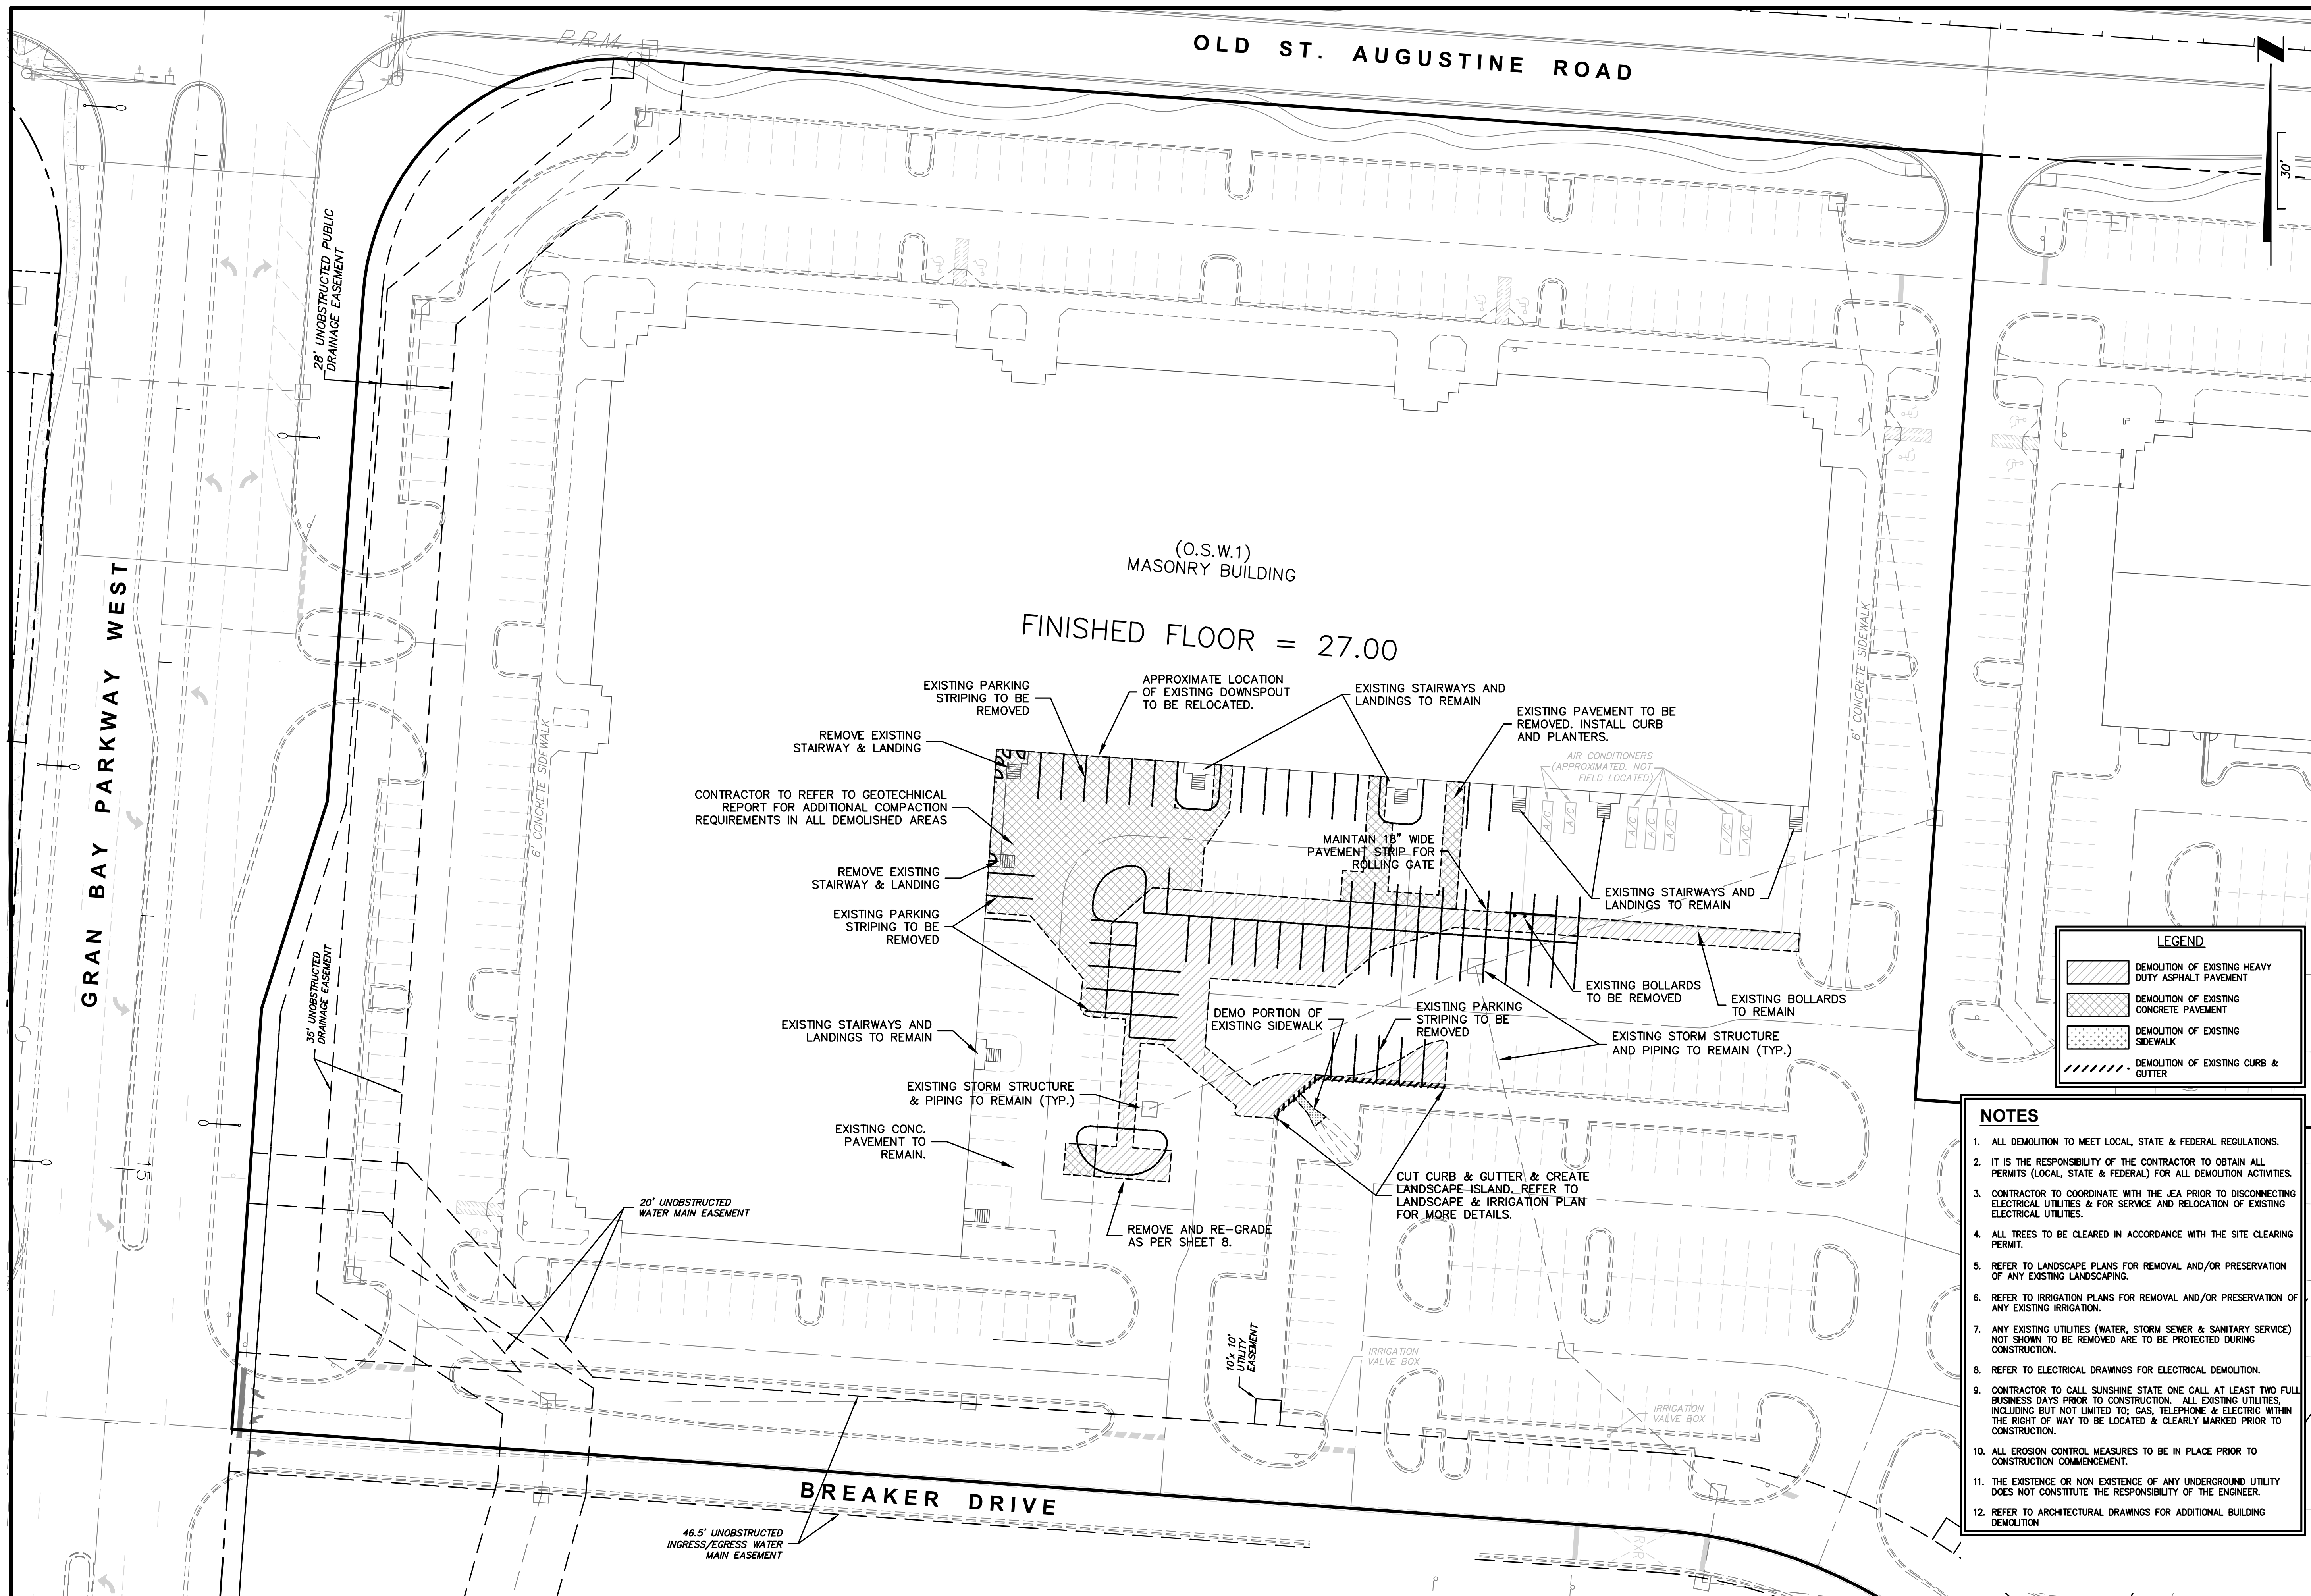 P.R.M.
OLD ST. AUGUSTINE ROAD
30'
28' UNOBSTRUCTED PUBLIC
DRAINAGE EASEMENT
GRAN BAY PARKWAY WEST
(O.S.W.1)
MASONRY BUILDING
FINISHED FLOOR = 27.00
6' CONCRETE SIDEWALK
6' CONCRETE SIDEWALK
EXISTING PARKING
STRIPING TO BE
REMOVED
APPROXIMATE LOCATION
OF EXISTING DOWNSPOUT
TO BE RELOCATED.
EXISTING STAIRWAYS AND
LANDINGS TO REMAIN
EXISTING PAVEMENT TO BE
REMOVED. INSTALL CURB
AND PLANTERS.
REMOVE EXISTING
STAIRWAY & LANDING
AIR CONDITIONERS
(APPROXIMATED. NOT
FIELD LOCATED)
A/C
A/C
A/C
A/C
A/C
A/C
A/C
CONTRACTOR TO REFER TO GEOTECHNICAL
REPORT FOR ADDITIONAL COMPACTION
REQUIREMENTS IN ALL DEMOLISHED AREAS
MAINTAIN 18" WIDE
PAVEMENT STRIP FOR
ROLLING GATE
REMOVE EXISTING
STAIRWAY & LANDING
EXISTING STAIRWAYS AND
LANDINGS TO REMAIN
EXISTING PARKING
STRIPING TO BE
REMOVED
EXISTING BOLLARDS
TO BE REMOVED
EXISTING BOLLARDS
TO REMAIN
35' UNOBSTRUCTED
DRAINAGE EASEMENT
DEMO PORTION OF
EXISTING SIDEWALK
EXISTING PARKING
STRIPING TO BE
REMOVED
EXISTING STAIRWAYS AND
LANDINGS TO REMAIN
EXISTING STORM STRUCTURE
AND PIPING TO REMAIN (TYP.)
EXISTING STORM STRUCTURE
& PIPING TO REMAIN (TYP.)
EXISTING CONC.
PAVEMENT TO
REMAIN.
15
20' UNOBSTRUCTED
WATER MAIN EASEMENT
CUT CURB & GUTTER & CREATE
LANDSCAPE ISLAND. REFER TO
LANDSCAPE & IRRIGATION PLAN
FOR MORE DETAILS.
REMOVE AND RE-GRADE
AS PER SHEET 8.
10'x 10'
UTILITY
EASEMENT
IRRIGATION
VALVE BOX
IRRIGATION
VALVE BOX
BREAKER DRIVE
46.5' UNOBSTRUCTED
INGRESS/EGRESS WATER
MAIN EASEMENT
RXR
LEGEND
DEMOLITION OF EXISTING HEAVY
DUTY ASPHALT PAVEMENT
DEMOLITION OF EXISTING
CONCRETE PAVEMENT
DEMOLITION OF EXISTING
SIDEWALK
DEMOLITION OF EXISTING CURB &
GUTTER
NOTES
1. ALL DEMOLITION TO MEET LOCAL, STATE & FEDERAL REGULATIONS.
2. IT IS THE RESPONSIBILITY OF THE CONTRACTOR TO OBTAIN ALL
PERMITS (LOCAL, STATE & FEDERAL) FOR ALL DEMOLITION ACTIVITIES.
3. CONTRACTOR TO COORDINATE WITH THE JEA PRIOR TO DISCONNECTING
ELECTRICAL UTILITIES & FOR SERVICE AND RELOCATION OF EXISTING
ELECTRICAL UTILITIES.
4. ALL TREES TO BE CLEARED IN ACCORDANCE WITH THE SITE CLEARING
PERMIT.
5. REFER TO LANDSCAPE PLANS FOR REMOVAL AND/OR PRESERVATION
OF ANY EXISTING LANDSCAPING.
6. REFER TO IRRIGATION PLANS FOR REMOVAL AND/OR PRESERVATION OF
ANY EXISTING IRRIGATION.
7. ANY EXISTING UTILITIES (WATER, STORM SEWER & SANITARY SERVICE)
NOT SHOWN TO BE REMOVED ARE TO BE PROTECTED DURING
CONSTRUCTION.
8. REFER TO ELECTRICAL DRAWINGS FOR ELECTRICAL DEMOLITION.
9. CONTRACTOR TO CALL SUNSHINE STATE ONE CALL AT LEAST TWO FULL
BUSINESS DAYS PRIOR TO CONSTRUCTION. ALL EXISTING UTILITIES,
INCLUDING BUT NOT LIMITED TO; GAS, TELEPHONE & ELECTRIC WITHIN
THE RIGHT OF WAY TO BE LOCATED & CLEARLY MARKED PRIOR TO
CONSTRUCTION.
10. ALL EROSION CONTROL MEASURES TO BE IN PLACE PRIOR TO
CONSTRUCTION COMMENCEMENT.
11. THE EXISTENCE OR NON EXISTENCE OF ANY UNDERGROUND UTILITY
DOES NOT CONSTITUTE THE RESPONSIBILITY OF THE ENGINEER.
12. REFER TO ARCHITECTURAL DRAWINGS FOR ADDITIONAL BUILDING
DEMOLITION